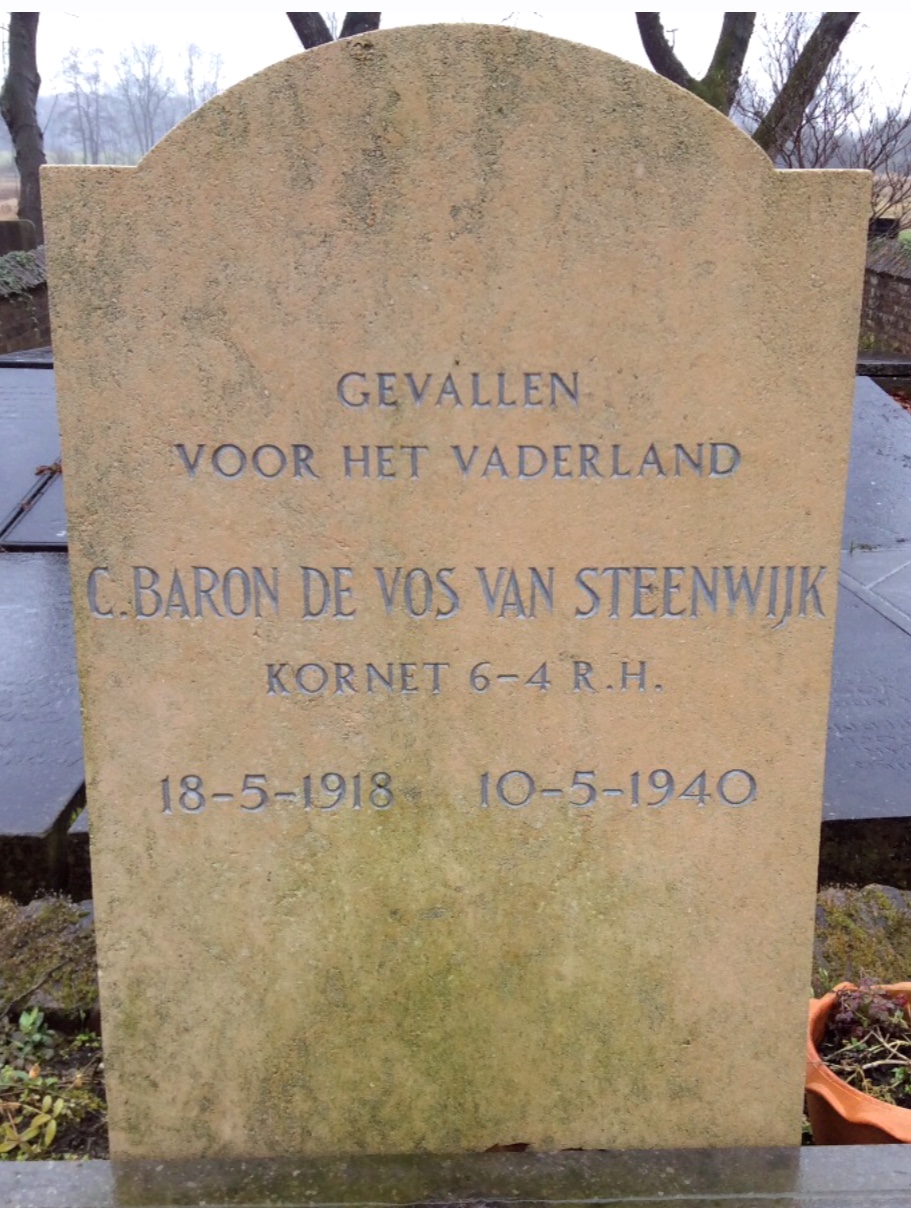 GEVALLEN
VOOR HET VADERLAND
C. BARON DE VOS VAN STEENWIJK
KORNET 6-4 R.H.
18-5-1918 10-5-1940